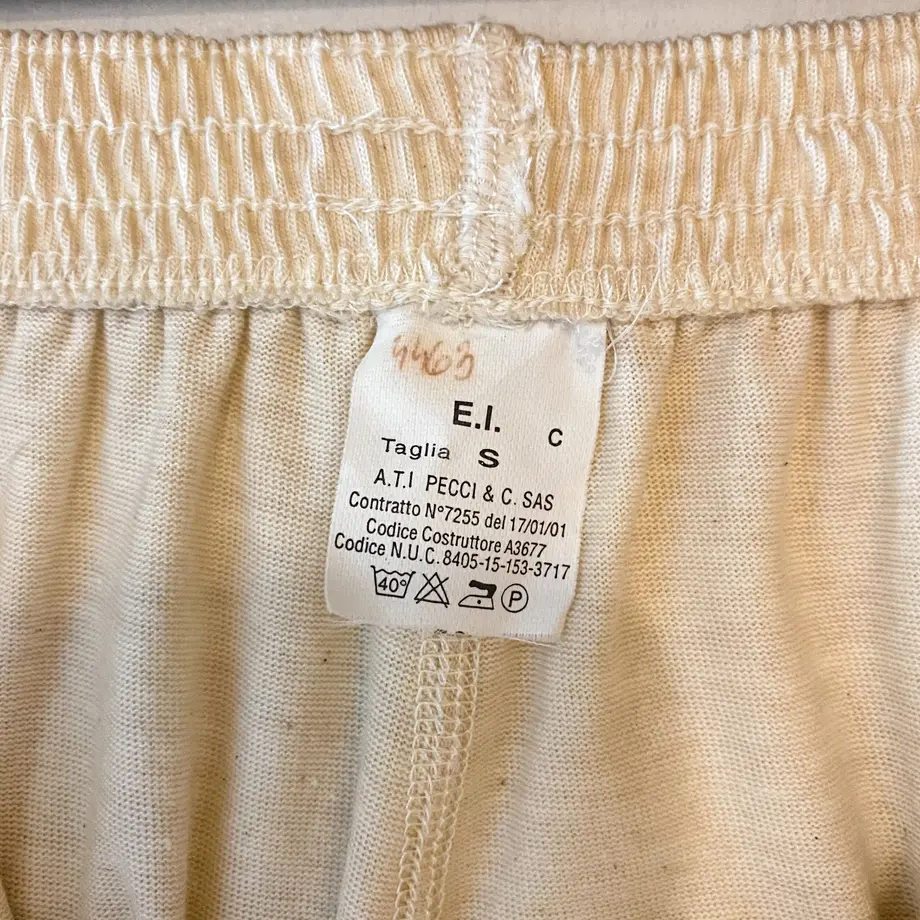 4463
E.I.
C
Taglia S
A.T.I PECCI & C. SAS
Contratto N°7255 del 17/01/01
Codice Costruttore A3677
Codice N.U.C. 8405-15-153-3717
40° P